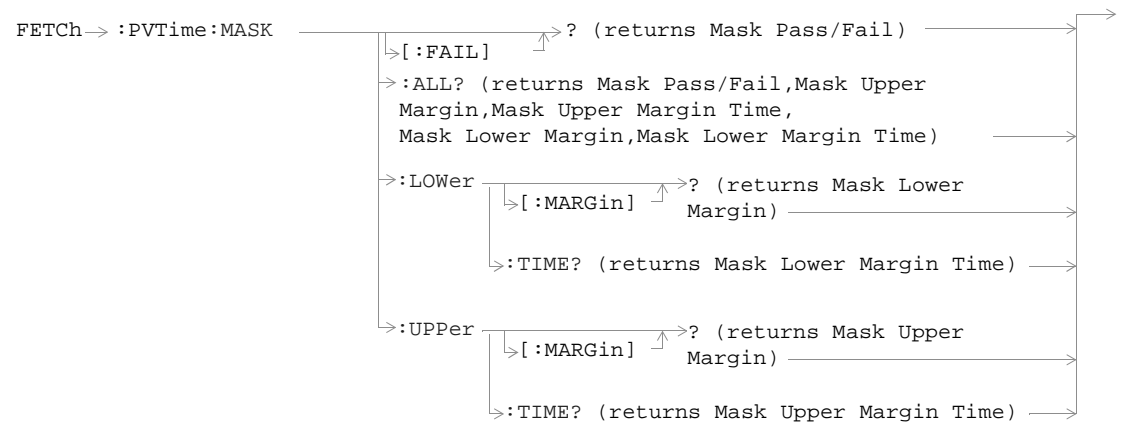 FETCh :PVTime:MASK ? (returns Mask Pass/Fail)
[:FAIL]
:ALL? (returns Mask Pass/Fail,Mask Upper
Margin,Mask Upper Margin Time,
Mask Lower Margin,Mask Lower Margin Time)
:LOWer ? (returns Mask Lower
[:MARGin] Margin)
:TIME? (returns Mask Lower Margin Time)
:UPPer ? (returns Mask Upper
[:MARGin] Margin)
:TIME? (returns Mask Upper Margin Time)